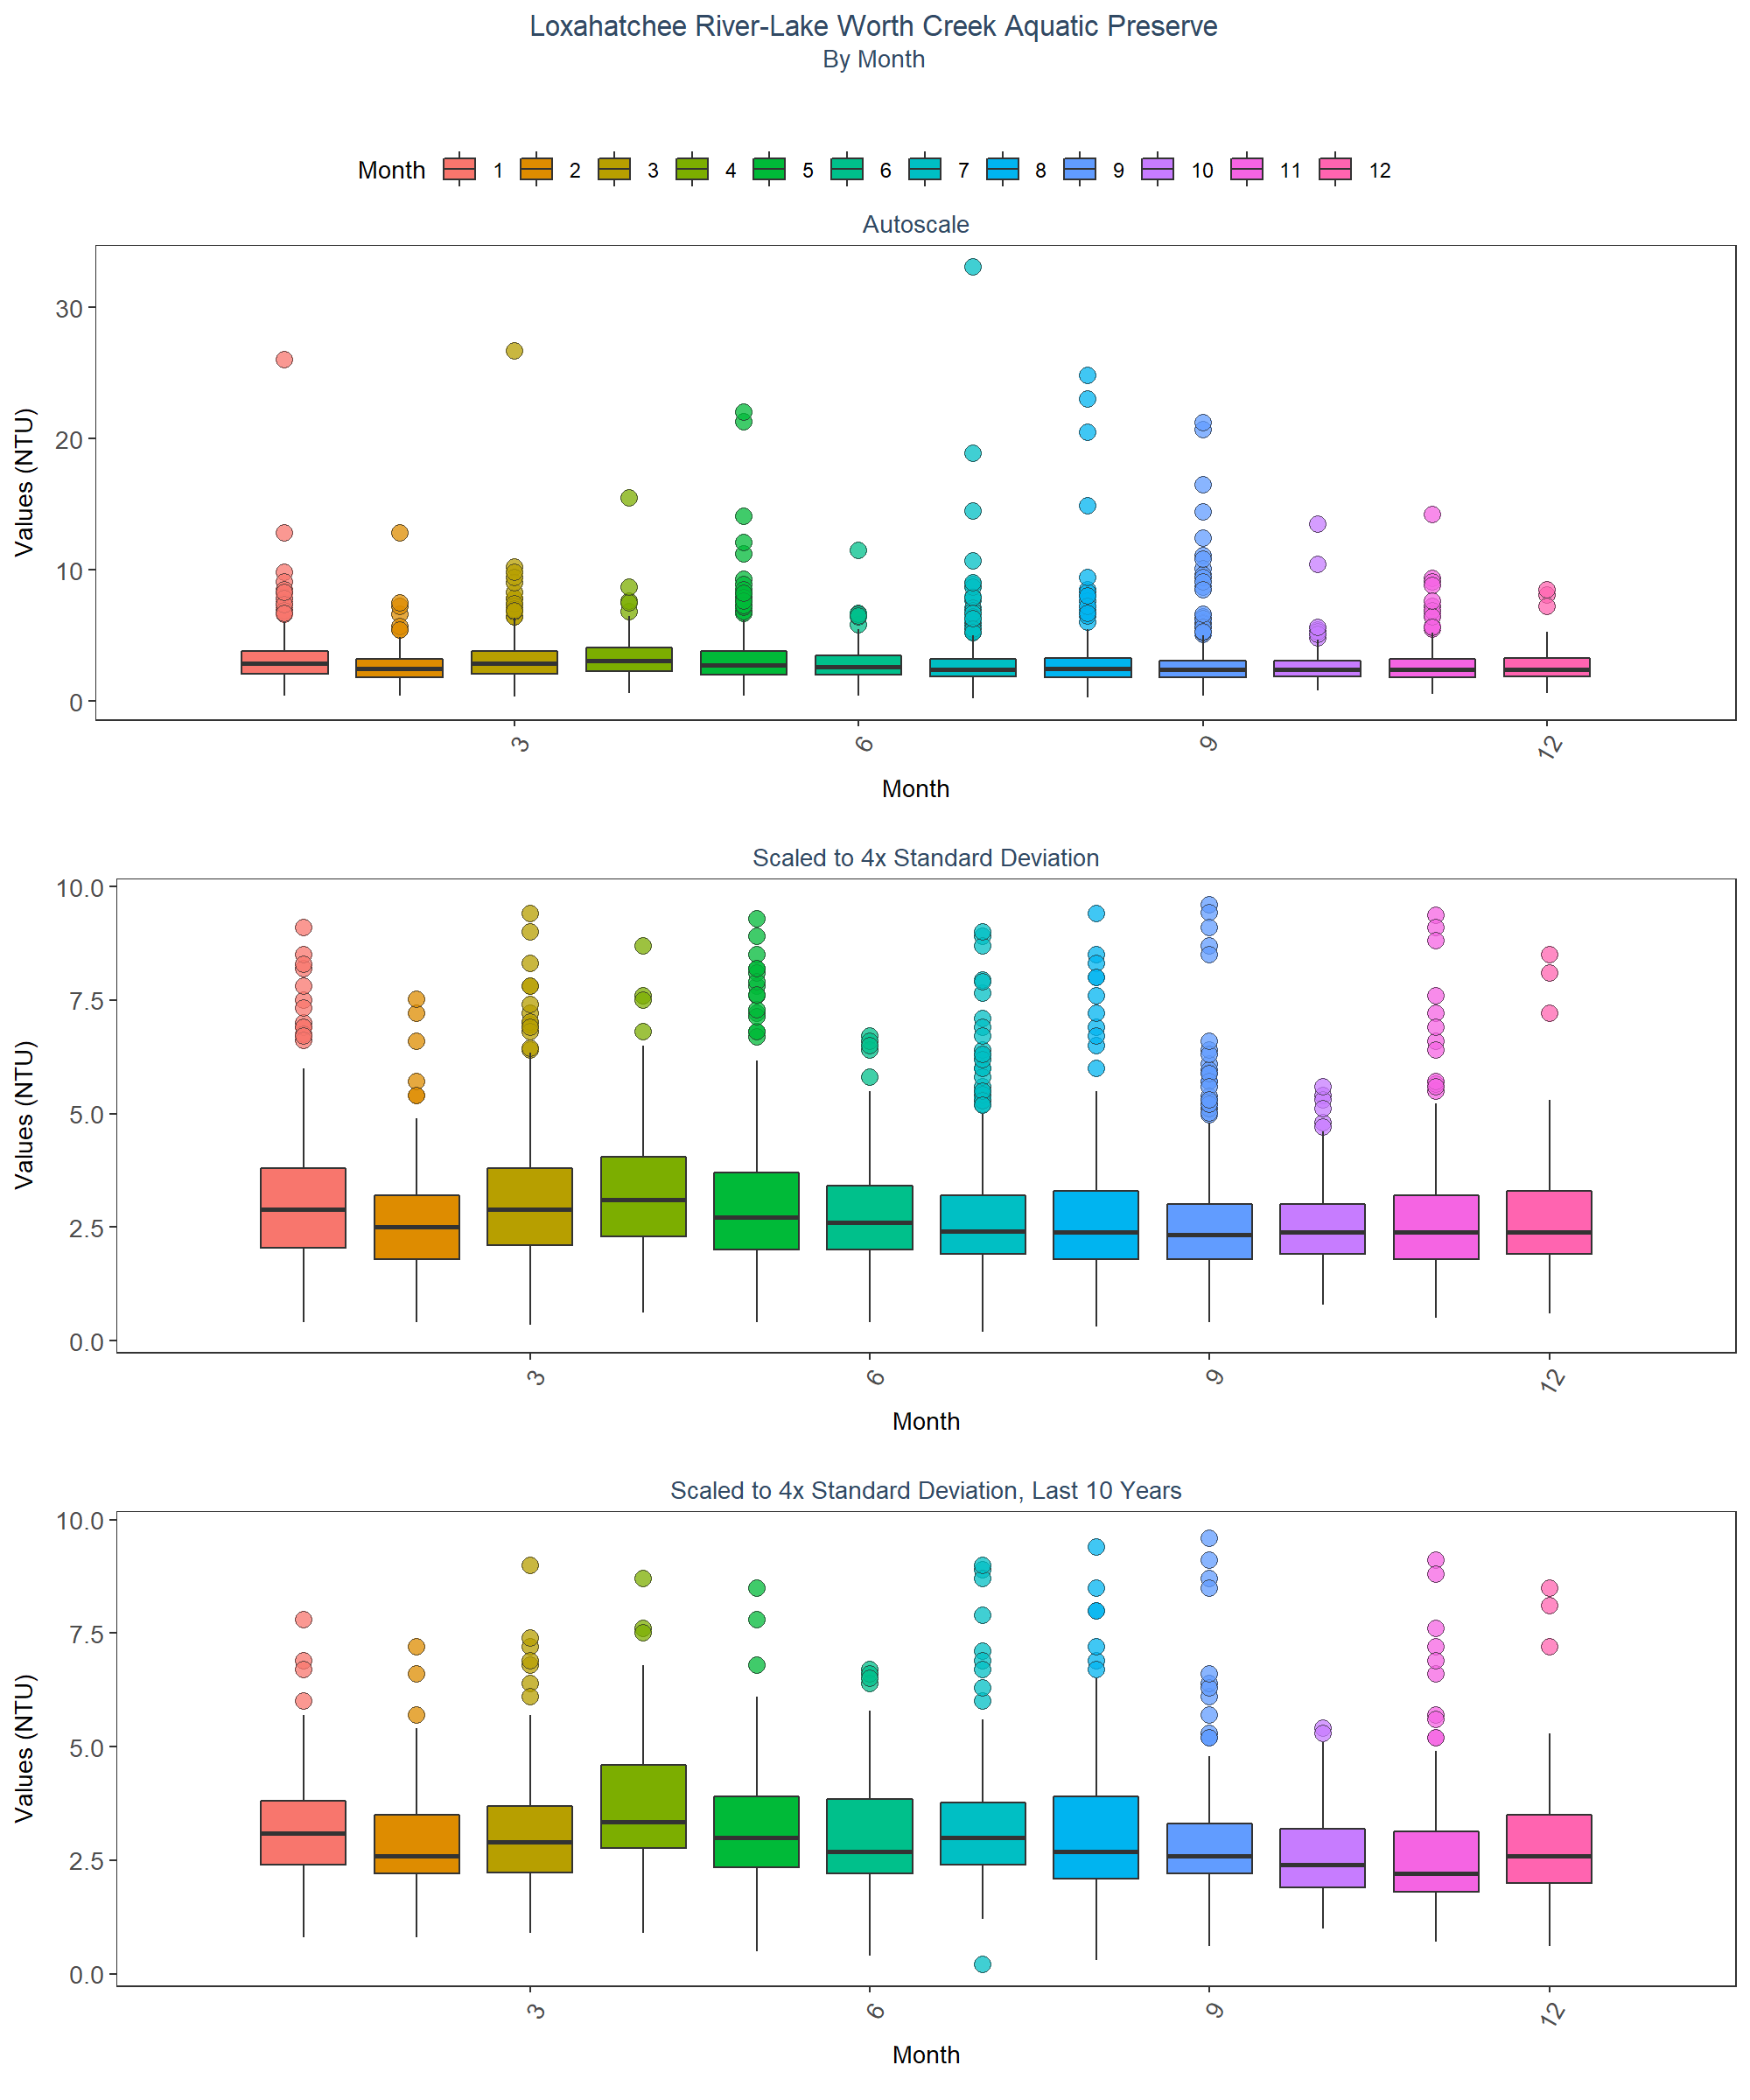 Loxahatchee River-Lake Worth Creek Aquatic Preserve
By Month
Month 1 2 3 4 5 6 7 8 9 10 11 12
Autoscale
Values (NTU)
30
20
10
0
3 6 9 12
Month
Scaled to 4x Standard Deviation
Values (NTU)
10.0
7.5
5.0
2.5
0.0
3 6 9 12
Month
Scaled to 4x Standard Deviation, Last 10 Years
Values (NTU)
10.0
7.5
5.0
2.5
0.0
3 6 9 12
Month